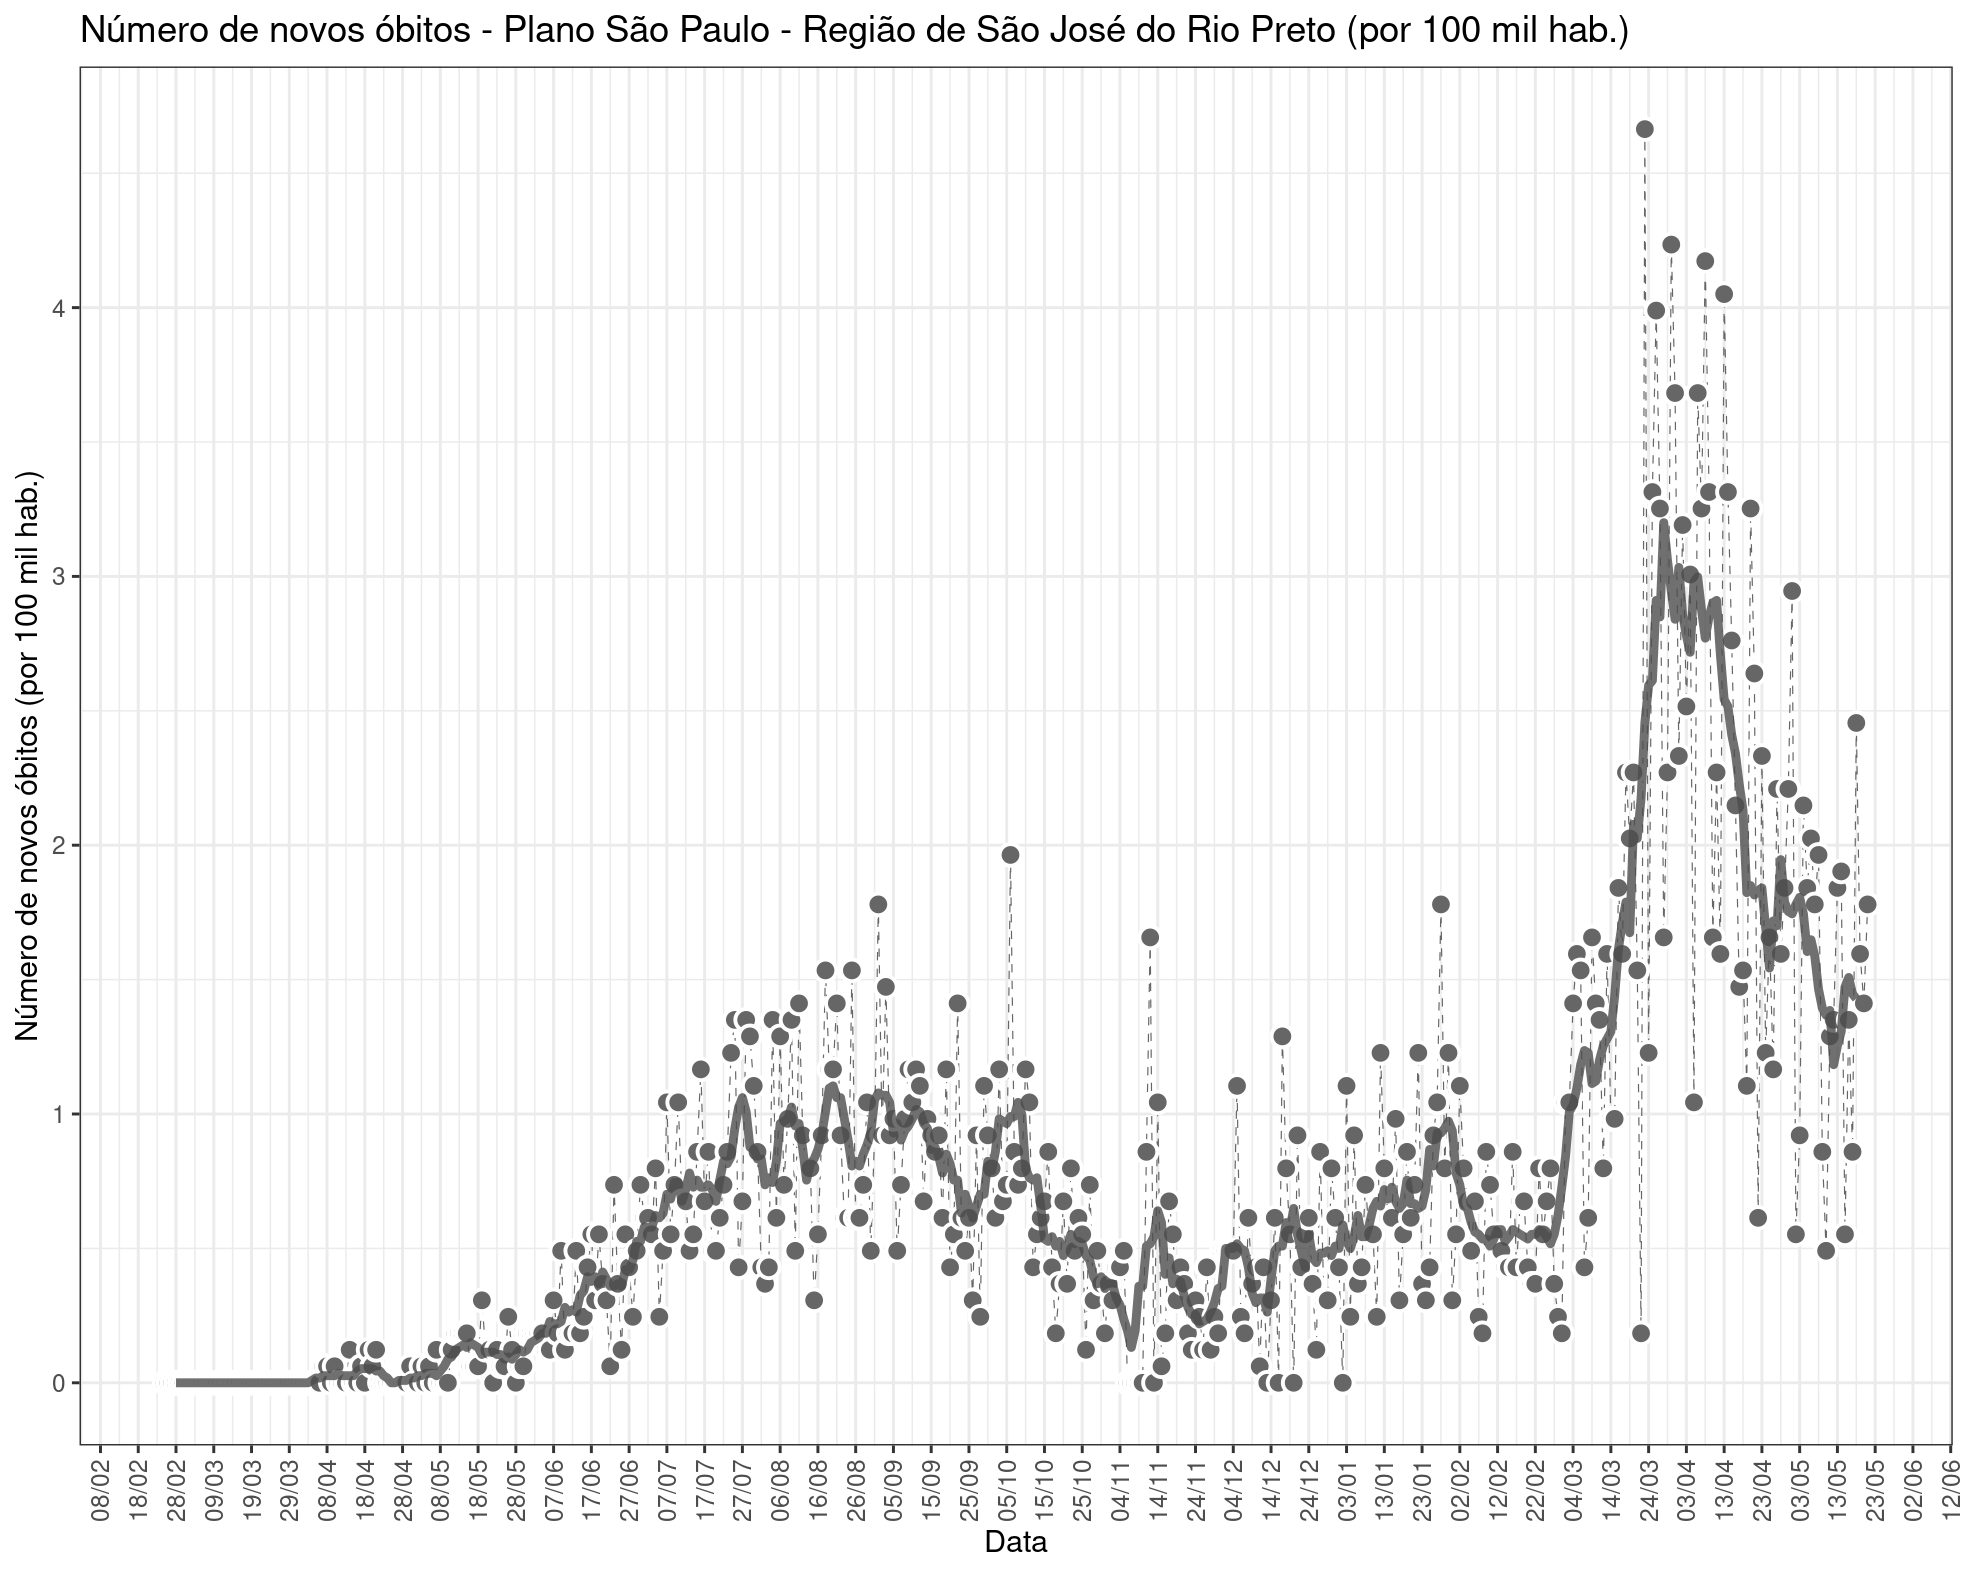 Número de novos óbitos - Plano São Paulo - Região de São José do Rio Preto (por 100 mil hab.)
Número de novos óbitos (por 100 mil hab.)
4
3
2
1
0
08/02 18/02 28/02 09/03 19/03 29/03 08/04 18/04 28/04 08/05 18/05 28/05 07/06 17/06 27/06 07/07 17/07 27/07 06/08 16/08 26/08 05/09 15/09 25/09 05/10 15/10 25/10 04/11 14/11 24/11 04/12 14/12 24/12 03/01 13/01 23/01 02/02 12/02 22/02 04/03 14/03 24/03 03/04 13/04 23/04 03/05 13/05 23/05 02/06 12/06
Data